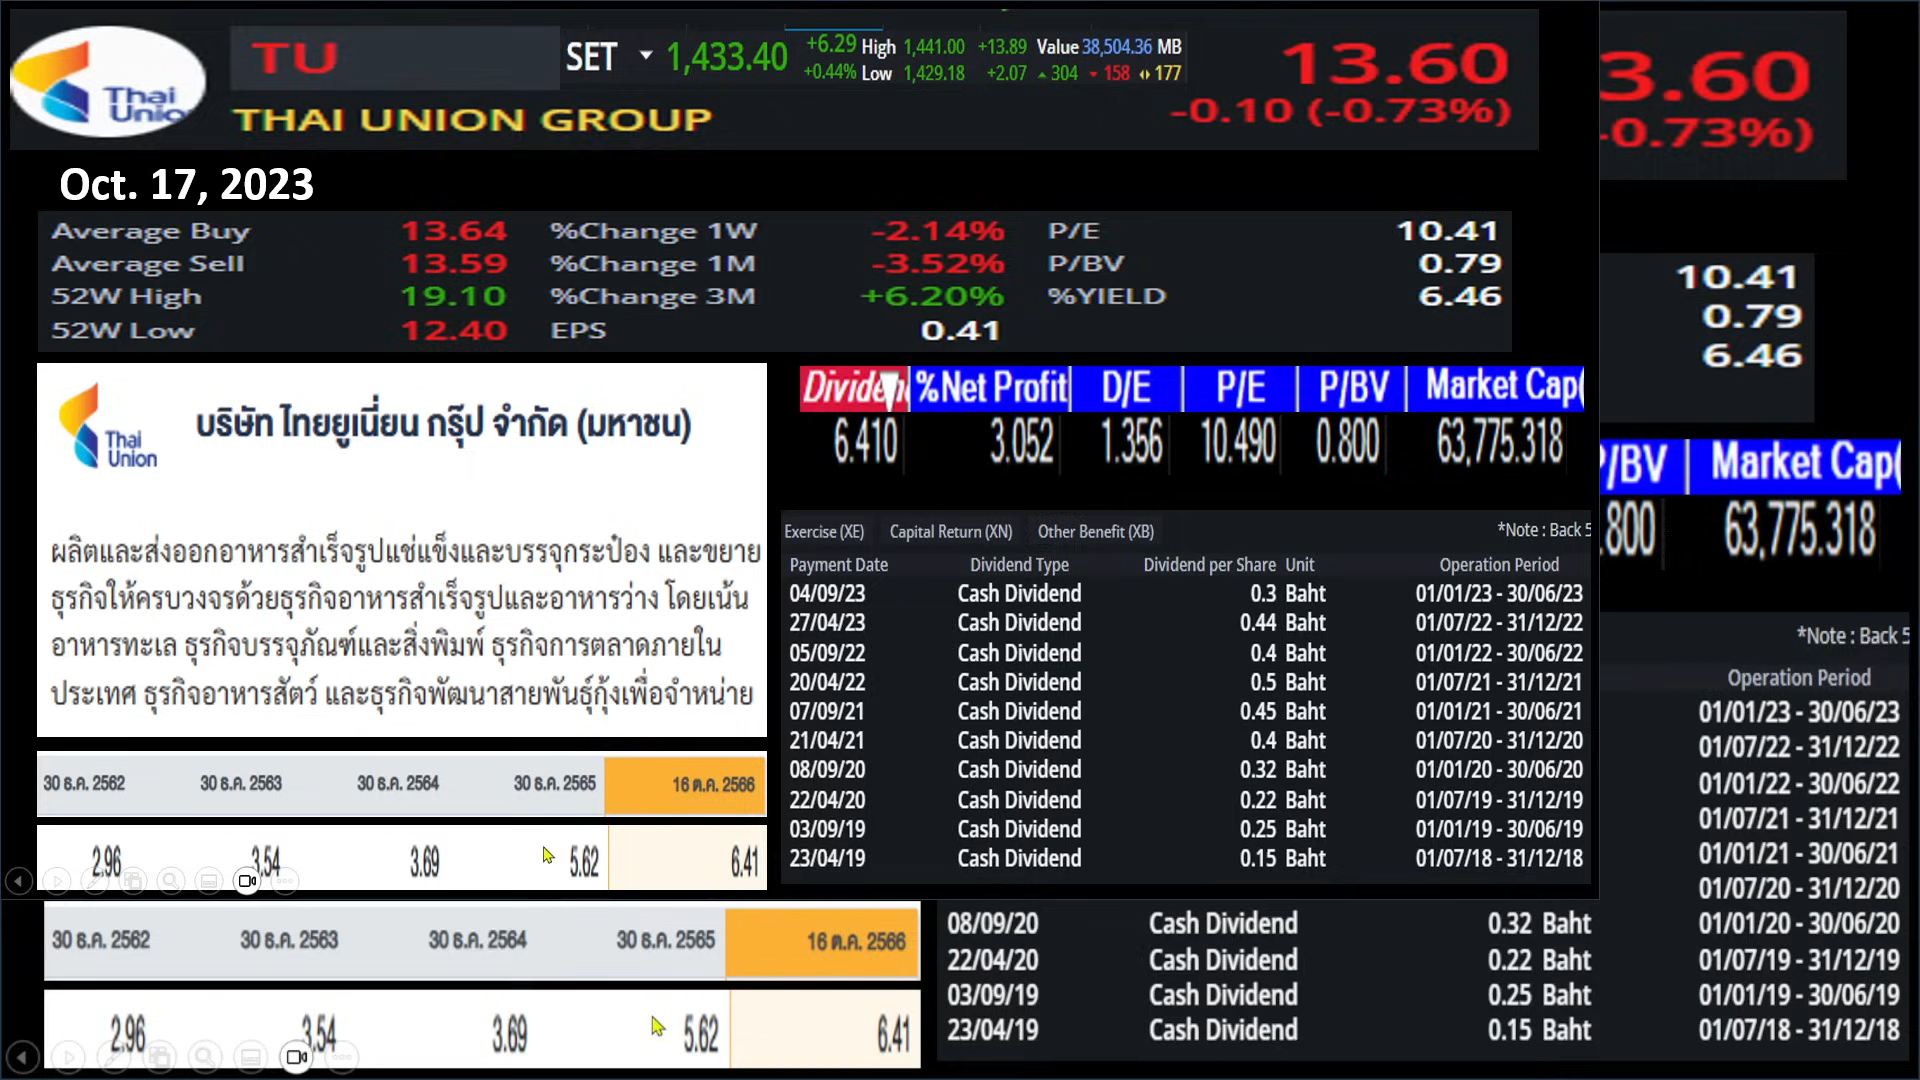 Thai Union
TU
THAI UNION GROUP
SET 1,433.40 +6.29 High 1,441.00 +13.89 Value 38,504.36 MB
+0.44% Low 1,429.18 +2.07 304 158 177
13.60
-0.10 (-0.73%)
3.60
-0.73%)
Oct. 17, 2023
Average Buy 13.64 %Change 1W -2.14% P/E 10.41
Average Sell 13.59 %Change 1M -3.52% P/BV 0.79
52W High 19.10 %Change 3M +6.20% %YIELD 6.46
52W Low 12.40 EPS 0.41
10.41
0.79
6.46
Thai Union
บริษัท ไทยยูเนี่ยน กรุ๊ป จำกัด (มหาชน)
ผลิตและส่งออกอาหารสำเร็จรูปแช่แข็งและบรรจุกระป๋อง และขยาย
ธุรกิจให้ครบวงจรด้วยธุรกิจอาหารสำเร็จรูปและอาหารว่าง โดยเน้น
อาหารทะเล ธุรกิจบรรจุภัณฑ์และสิ่งพิมพ์ ธุรกิจการตลาดภายใน
ประเทศ ธุรกิจอาหารสัตว์ และธุรกิจพัฒนาสายพันธุ์กุ้งเพื่อจำหน่าย
30 ธ.ค. 2562 30 ธ.ค. 2563 30 ธ.ค. 2564 30 ธ.ค. 2565 16 ต.ค. 2566
2.96 3.54 3.69 5.62 6.41
%Net Profit D/E P/E P/BV Market Cap(
6.410 3.052 1.356 10.490 0.800 63,775.318
Exercise (XE) Capital Return (XN) Other Benefit (XB) *Note : Back 5
Payment Date Dividend Type Dividend per Share Unit Operation Period
04/09/23 Cash Dividend 0.3 Baht 01/01/23 - 30/06/23
27/04/23 Cash Dividend 0.44 Baht 01/07/22 - 31/12/22
05/09/22 Cash Dividend 0.4 Baht 01/01/22 - 30/06/22
20/04/22 Cash Dividend 0.5 Baht 01/07/21 - 31/12/21
07/09/21 Cash Dividend 0.45 Baht 01/01/21 - 30/06/21
21/04/21 Cash Dividend 0.4 Baht 01/07/20 - 31/12/20
08/09/20 Cash Dividend 0.32 Baht 01/01/20 - 30/06/20
22/04/20 Cash Dividend 0.22 Baht 01/07/19 - 31/12/19
03/09/19 Cash Dividend 0.25 Baht 01/01/19 - 30/06/19
23/04/19 Cash Dividend 0.15 Baht 01/07/18 - 31/12/18
/BV Market Cap(
.800 63,775.318
*Note : Back 5
Operation Period
01/01/23 - 30/06/23
01/07/22 - 31/12/22
01/01/22 - 30/06/22
01/07/21 - 31/12/21
01/01/21 - 30/06/21
01/07/20 - 31/12/20
08/09/20 Cash Dividend 0.32 Baht 01/01/20 - 30/06/20
22/04/20 Cash Dividend 0.22 Baht 01/07/19 - 31/12/19
03/09/19 Cash Dividend 0.25 Baht 01/01/19 - 30/06/19
23/04/19 Cash Dividend 0.15 Baht 01/07/18 - 31/12/18
30 ธ.ค. 2562 30 ธ.ค. 2563 30 ธ.ค. 2564 30 ธ.ค. 2565 16 ต.ค. 2566
2.96 3.54 3.69 5.62 6.41